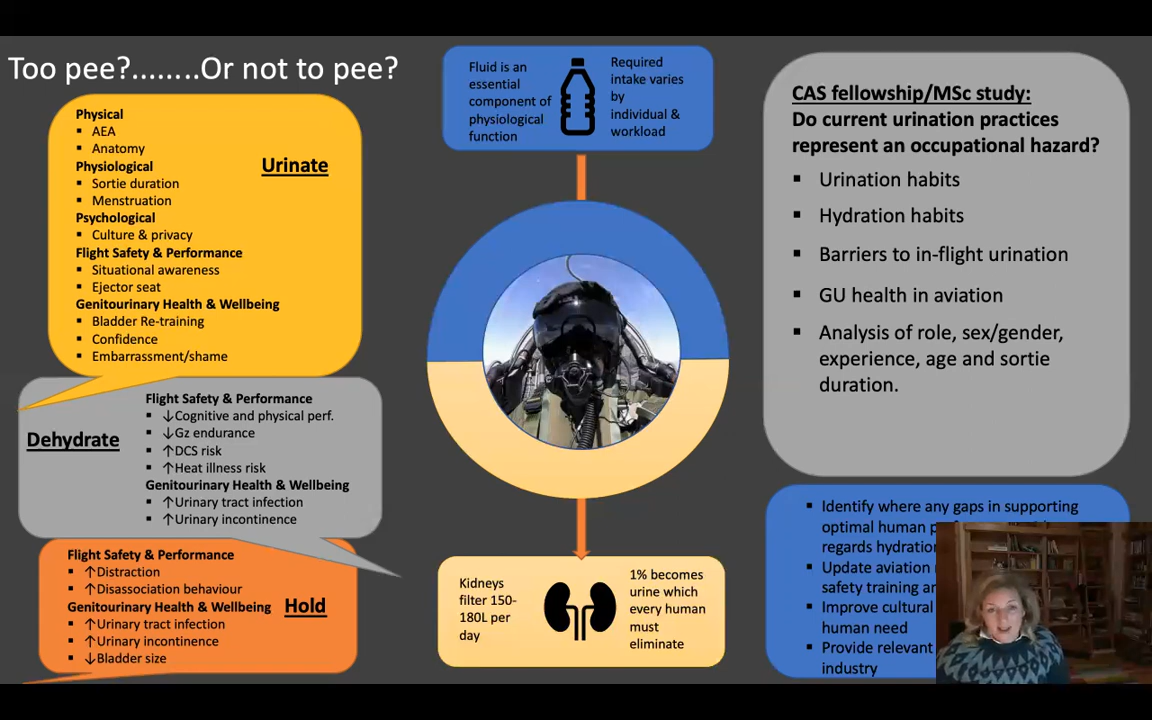 Too pee?........Or not to pee?
Physical
▪ AEA
▪ Anatomy
Physiological
▪ Sortie duration
▪ Menstruation
Psychological
▪ Culture & privacy
Flight Safety & Performance
▪ Situational awareness
▪ Ejector seat
Genitourinary Health & Wellbeing
▪ Bladder Re-training
▪ Confidence
▪ Embarrassment/shame
Urinate
Dehydrate
Flight Safety & Performance
▪ ↓Cognitive and physical perf.
▪ ↓Gz endurance
▪ ↑DCS risk
▪ ↑Heat illness risk
Genitourinary Health & Wellbeing
▪ ↑Urinary tract infection
▪ ↑Urinary incontinence
Flight Safety & Performance
▪ ↑Distraction
▪ ↑Disassociation behaviour
Genitourinary Health & Wellbeing
▪ ↑Urinary tract infection
▪ ↑Urinary incontinence
▪ ↓Bladder size
Hold
Fluid is an
essential
component of
physiological
function
Required
intake varies
by
individual &
workload
Kidneys
filter 150-
180L per
day
1% becomes
urine which
every human
must
eliminate
CAS fellowship/MSc study:
Do current urination practices
represent an occupational hazard?
▪ Urination habits
▪ Hydration habits
▪ Barriers to in-flight urination
▪ GU health in aviation
▪ Analysis of role, sex/gender,
experience, age and sortie
duration.
▪ Identify where any gaps in supporting
optimal human
regards
▪ Update aviation
safety training
▪ Improve cultural
human need
▪ Provide relevant
industry